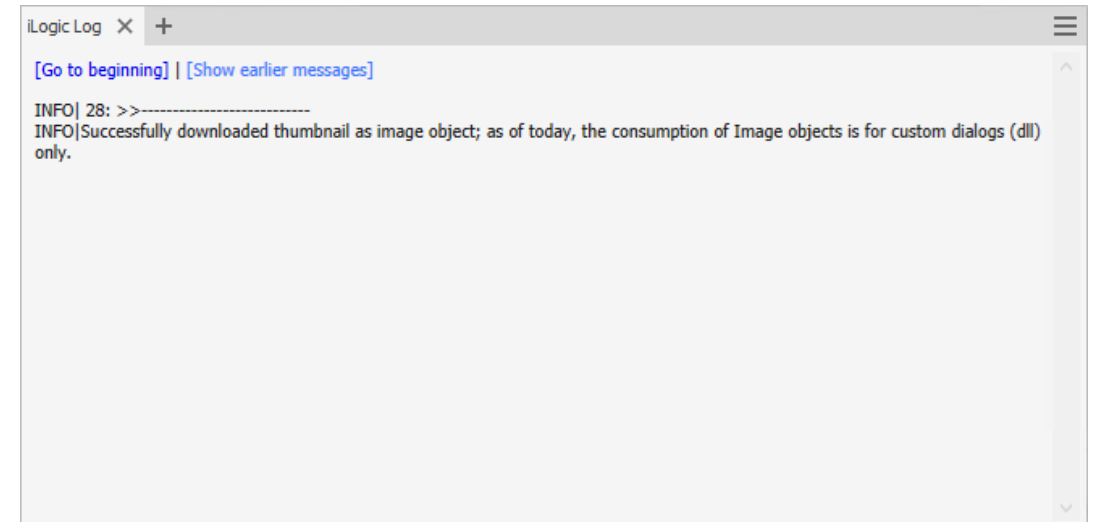 iLogic Log
[Go to beginning] | [Show earlier messages]
INFO| 28: >>---------------------------
INFO|Successfully downloaded thumbnail as image object; as of today, the consumption of Image objects is for custom dialogs (dll)
only.